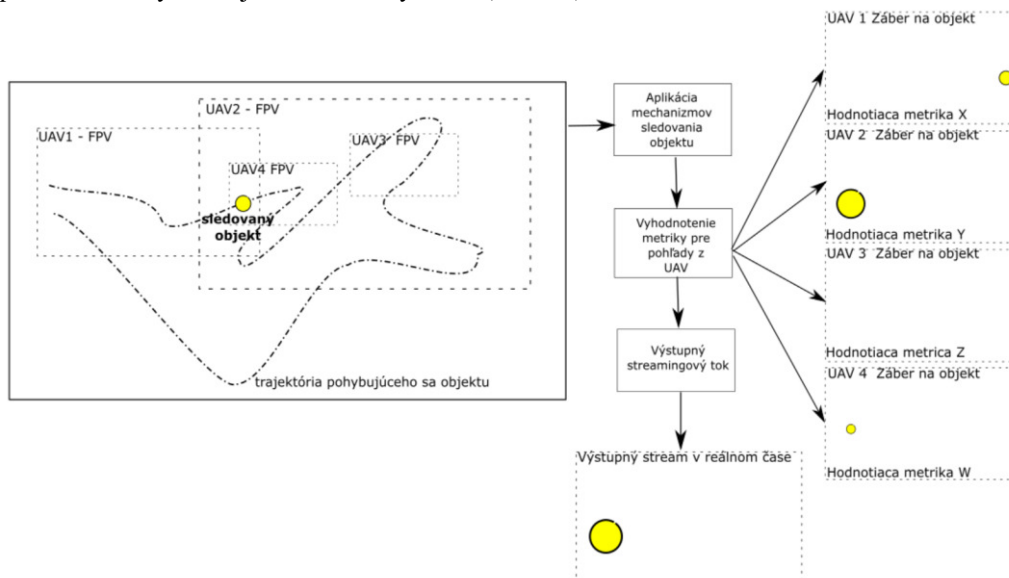 UAV 1 Záber na objekt
UAV2 - FPV
UAV1 - FPV
UAV3 FPV
UAV4 FPV
sledovaný
objekt
trajektória pohybujúceho sa objektu
Aplikácia
mechanizmov
sledovania
objektu
Vyhodnotenie
metriky pre
pohľady z
UAV
Výstupný
streamingový tok
Výstupný stream v reálnom čase
Hodnotiaca metrika X
UAV 2 Záber na objekt
Hodnotiaca metrika Y
UAV 3 Záber na objekt
Hodnotiaca metrica Z
UAV 4 Záber na objekt
Hodnotiaca metrika W